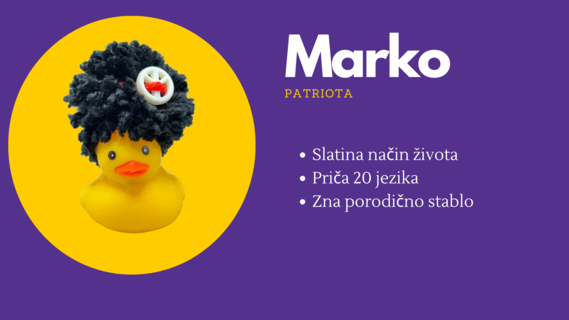 Marko
PATRIOTA
• Slatina način života
• Priča 20 jezika
• Zna porodično stablo